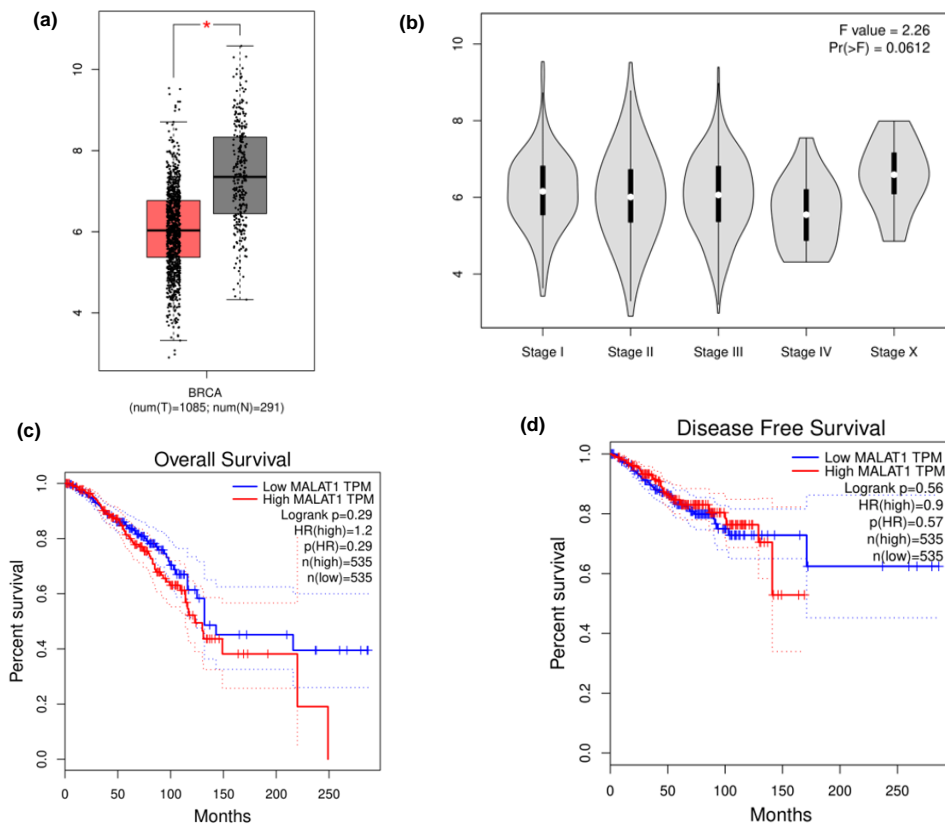 (a)
*
10
8
6
4
BRCA
(num(T)=1085; num(N)=291)
(b)
F value = 2.26
Pr(>F) = 0.0612
10
8
6
4
Stage I
Stage II
Stage III
Stage IV
Stage X
(c)
Overall Survival
Low MALAT1 TPM
High MALAT1 TPM
Logrank p=0.29
HR(high)=1.2
p(HR)=0.29
n(high)=535
n(low)=535
Percent survival
1.0
0.8
0.6
0.4
0.2
0.0
0
50
100
150
200
250
Months
(d)
Disease Free Survival
Low MALAT1 TPM
High MALAT1 TPM
Logrank p=0.56
HR(high)=0.9
p(HR)=0.57
n(high)=535
n(low)=535
Percent survival
1.0
0.8
0.6
0.4
0.2
0.0
0
50
100
150
200
250
Months